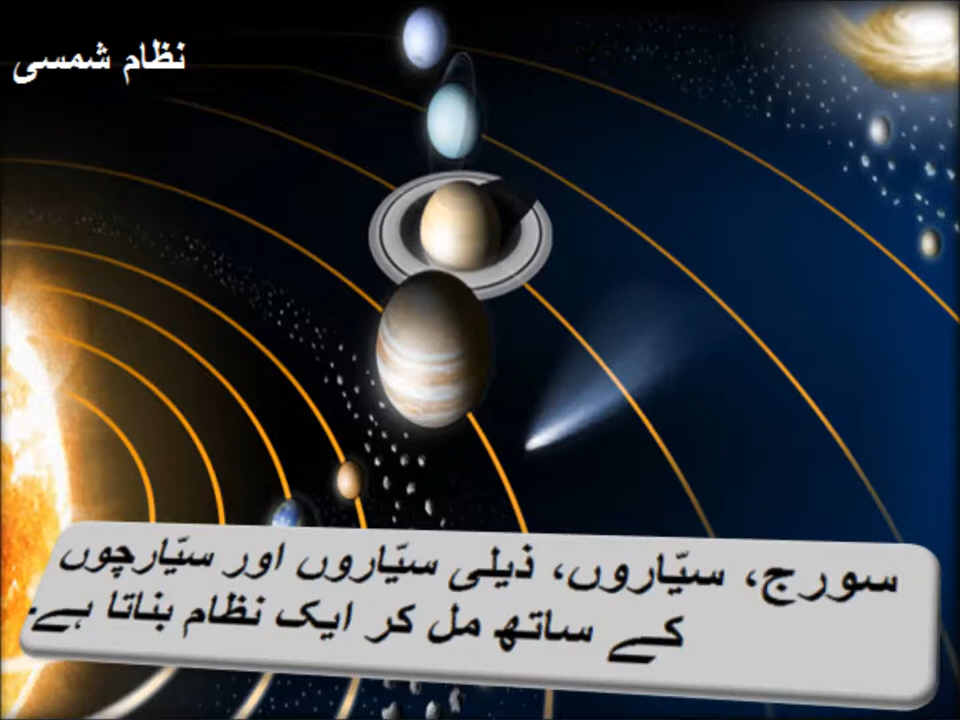 نظام شمسی
سورج، سیّاروں، ذیلی سیّاروں اور سیّارچوں
کے ساتھ مل کر ایک نظام بناتا ہے۔